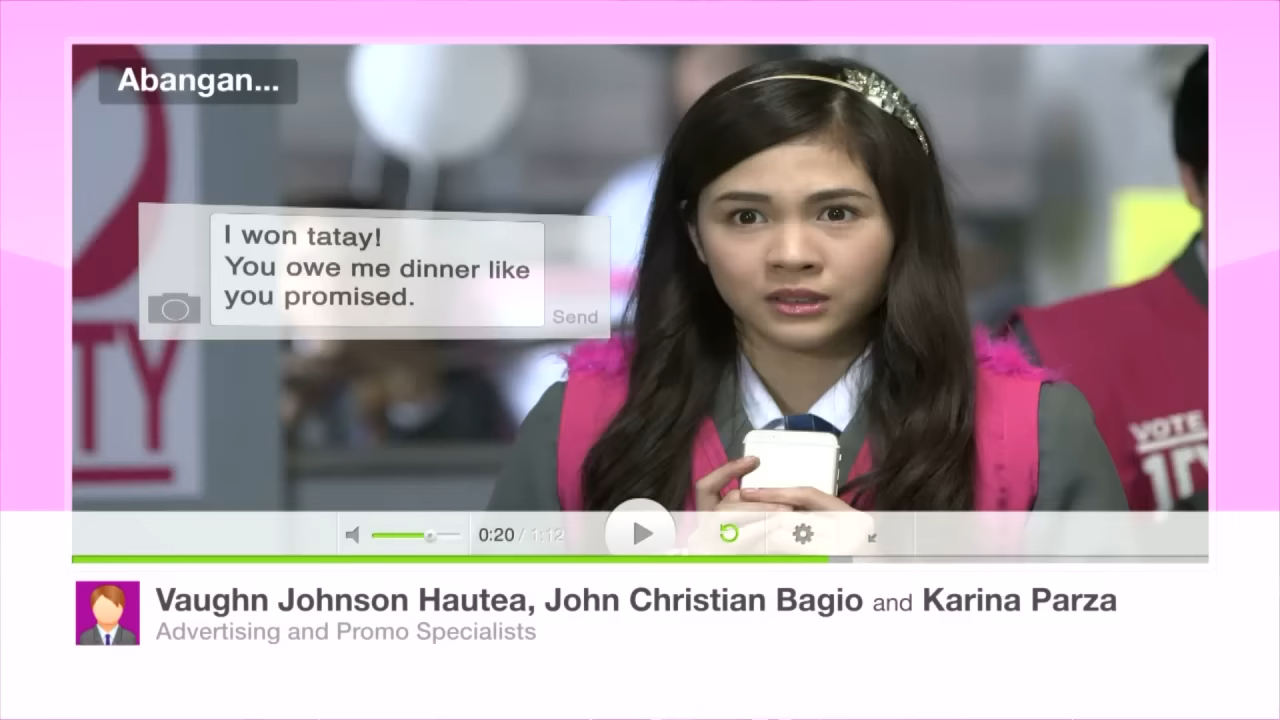 Abangan...
I won tatay!
You owe me dinner like
you promised.
Send
TY
VOTE
0:20 / 1:12
Vaughn Johnson Hautea, John Christian Bagio and Karina Parza
Advertising and Promo Specialists